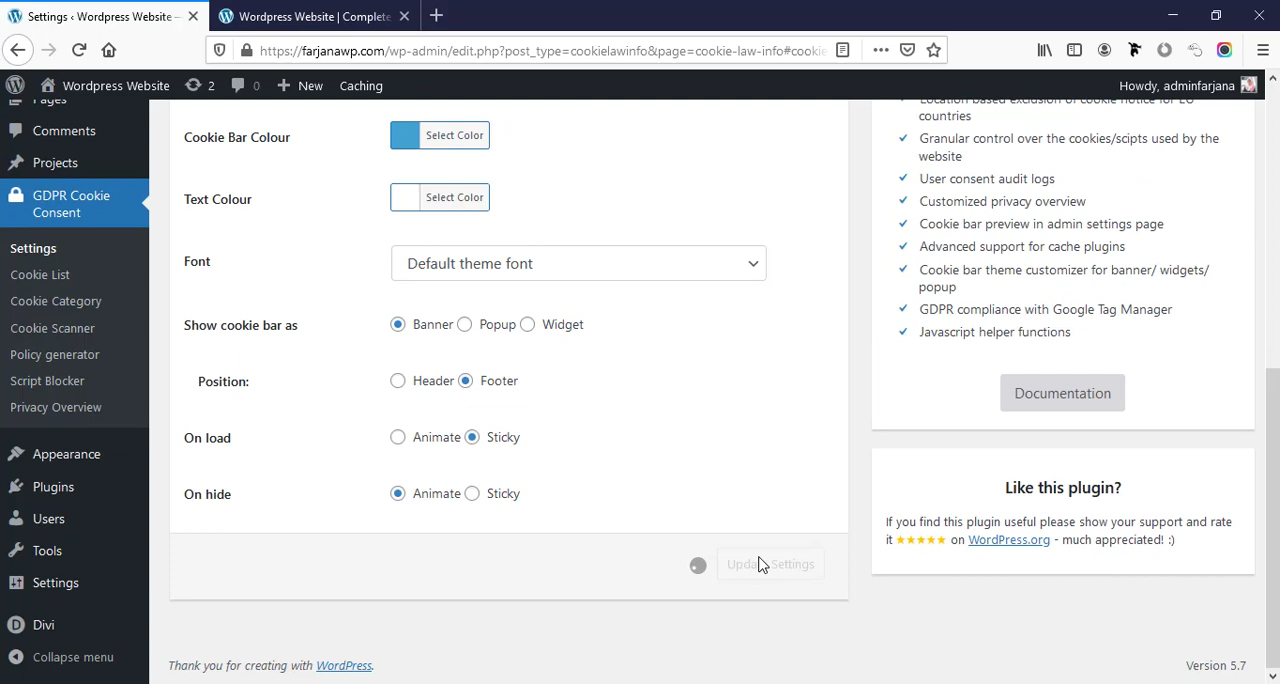 Settings ‹ Wordpress Website —
Wordpress Website | Complete
https://farjanawp.com/wp-admin/edit.php?post_type=cookielawinfo&page=cookie-law-info#cookie-
Wordpress Website 2 0 New Caching Howdy, adminfarjana
Pages
Comments
Projects
GDPR Cookie
Consent
Settings
Cookie List
Cookie Category
Cookie Scanner
Policy generator
Script Blocker
Privacy Overview
Appearance
Plugins
Users
Tools
Settings
Divi
Collapse menu
Cookie Bar Colour Select Color
Text Colour Select Color
Font Default theme font
Show cookie bar as Banner Popup Widget
Position: Header Footer
On load Animate Sticky
On hide Animate Sticky
Update Settings
Location based exclusion of cookie notice for EU
countries
Granular control over the cookies/scipts used by the
website
User consent audit logs
Customized privacy overview
Cookie bar preview in admin settings page
Advanced support for cache plugins
Cookie bar theme customizer for banner/ widgets/
popup
GDPR compliance with Google Tag Manager
Javascript helper functions
Documentation
Like this plugin?
If you find this plugin useful please show your support and rate
it ★★★★★ on WordPress.org - much appreciated! :)
Thank you for creating with WordPress.
Version 5.7